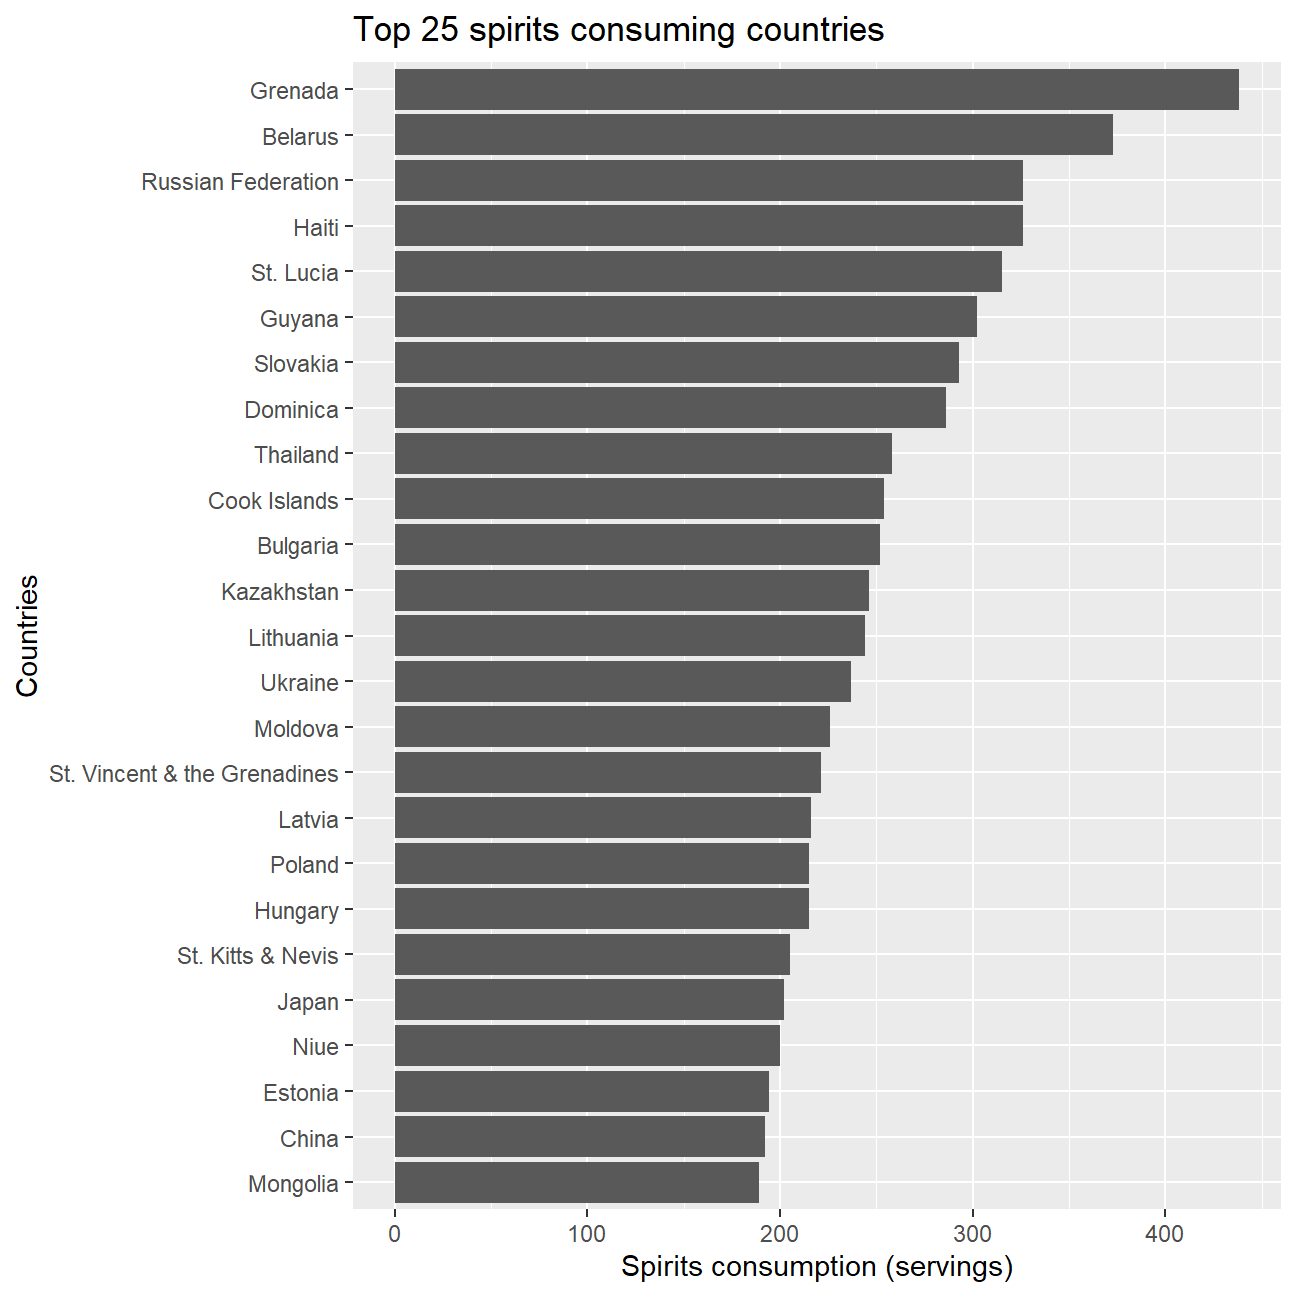 Top 25 spirits consuming countries
Grenada
Belarus
Russian Federation
Haiti
St. Lucia
Guyana
Slovakia
Dominica
Thailand
Cook Islands
Bulgaria
Kazakhstan
Lithuania
Ukraine
Moldova
St. Vincent & the Grenadines
Latvia
Poland
Hungary
St. Kitts & Nevis
Japan
Niue
Estonia
China
Mongolia
Countries
0 100 200 300 400
Spirits consumption (servings)